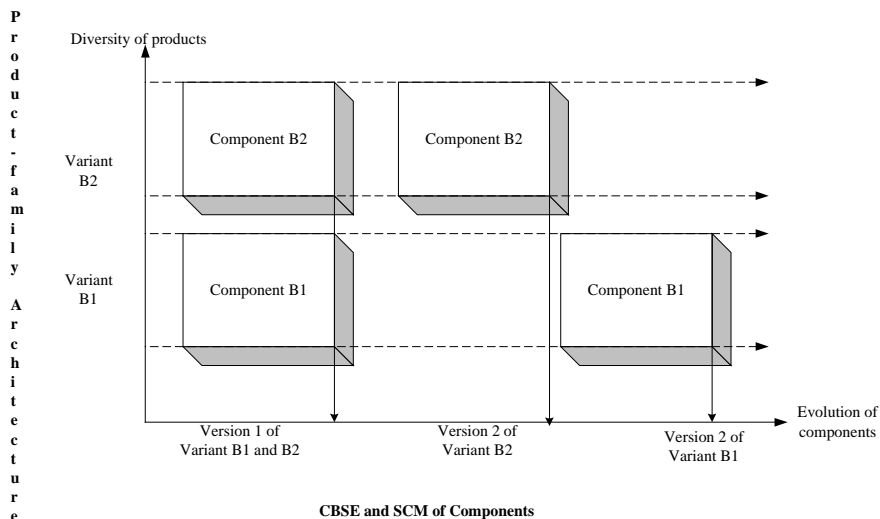 Product-family Architecture
Diversity of products
Component B2
Component B2
Variant
B2
Component B1
Component B1
Variant
B1
Evolution of
components
Version 1 of
Variant B1 and B2
Version 2 of
Variant B2
Version 2 of
Variant B1
CBSE and SCM of Components